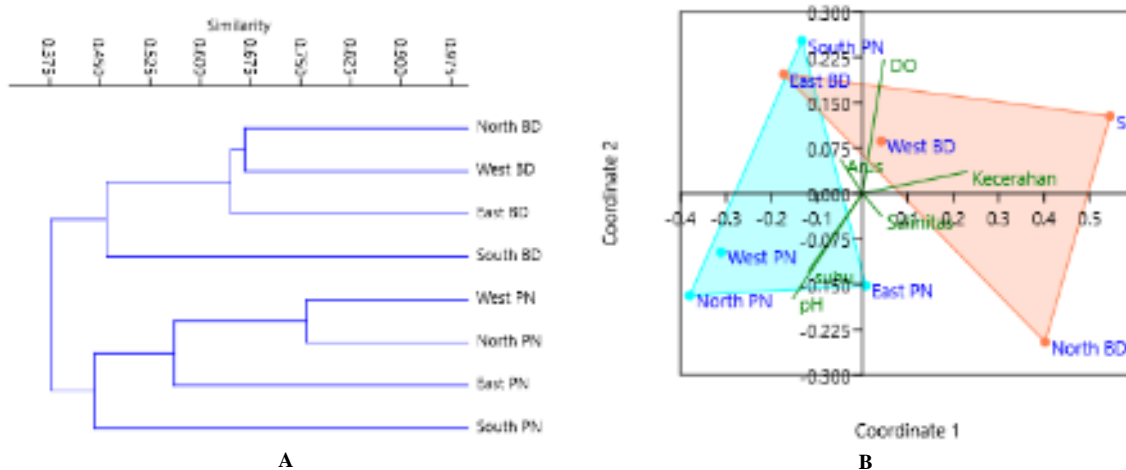 Similarity
0.375 0.450 0.525 0.600 0.675 0.750 0.825 0.900 0.975
North BD
West BD
East BD
South BD
West PN
North PN
East PN
South PN
A
0.300
South PN
0.225
DO
East BD
0.150
S
0.075
West BD
Arus
Kecerahan
0.000
-0.4 -0.3 -0.2 -0.1 0.1 0.2 0.3 0.4 0.5
Salinitas
-0.075
West PN
suhu
-0.150
East PN
North PN
pH
-0.225
North BD
-0.300
Coordinate 2
Coordinate 1
B